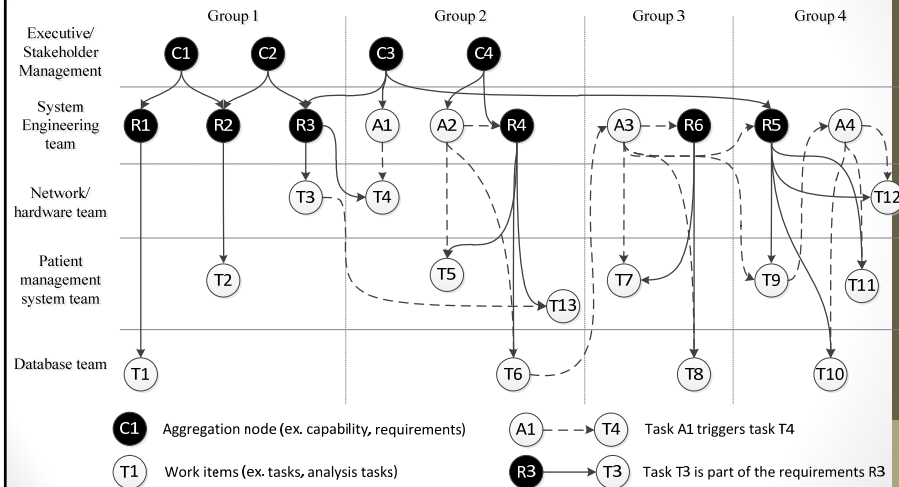 Group 1 Group 2 Group 3 Group 4
Executive/
Stakeholder
Management
C1 C2 C3 C4
System
Engineering
team
R1 R2 R3 A1 A2 R4 A3 R6 R5 A4
Network/
hardware team
T3 T4 T12
Patient
management
system team
T2 T5 T13 T7 T9 T11
Database team
T1 T6 T8 T10
C1 Aggregation node (ex. capability, requirements) A1 T4 Task A1 triggers task T4
T1 Work items (ex. tasks, analysis tasks) R3 T3 Task T3 is part of the requirements R3